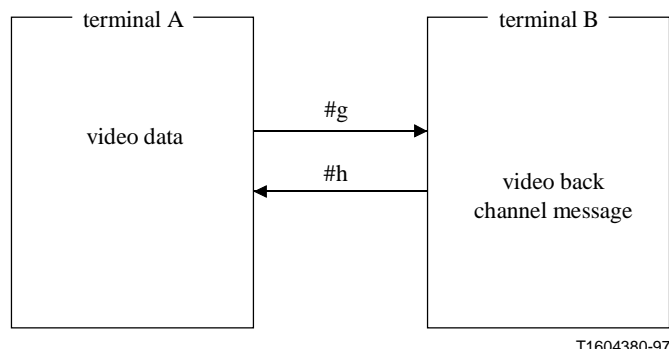 terminal A
terminal B
#g
video data
#h
video back
channel message
T1604380-97